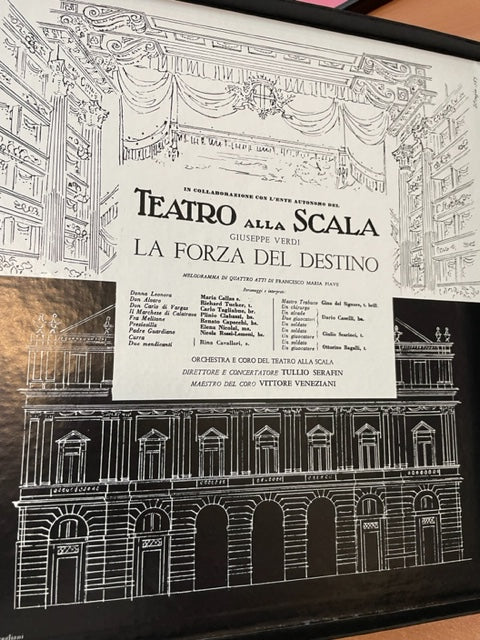 IN COLLABORAZIONE CON L'ENTE AUTONOMO DEL
TEATRO ALLA SCALA
GIUSEPPE VERDI
LA FORZA DEL DESTINO
MELODRAMMA DI QUATTRO ATTI DI FRANCESCO MARIA PIAVE
Personaggi e interpreti:
Donna Leonora Maria Callas s.
Don Alvaro Richard Tucker, t.
Don Carlo di Vargas Carlo Tagliabue, br.
Il Marchese di Calatrava Plinio Clabassi, bs.
Fra Melitone Renato Capecchi, br.
Preziosilla Elena Nicolai, ms.
Padre Guardiano Nicola Rossi-Lemeni, bs.
Curra
Due mendicanti Rina Cavallari, s.
Mastro Trabuco Gino del Signore, t. brill.
Un chirurgo
Un alcade
Due giuocatori Dario Caselli, bs.
Un soldato
Un soldato
Un giuocatore Giulio Scarinci, t.
Un soldato
Un giuocatore Ottorino Bagalli, t.
ORCHESTRA E CORO DEL TEATRO ALLA SCALA
DIRETTORE E CONCERTATORE TULLIO SERAFIN
MAESTRO DEL CORO VITTORE VENEZIANI